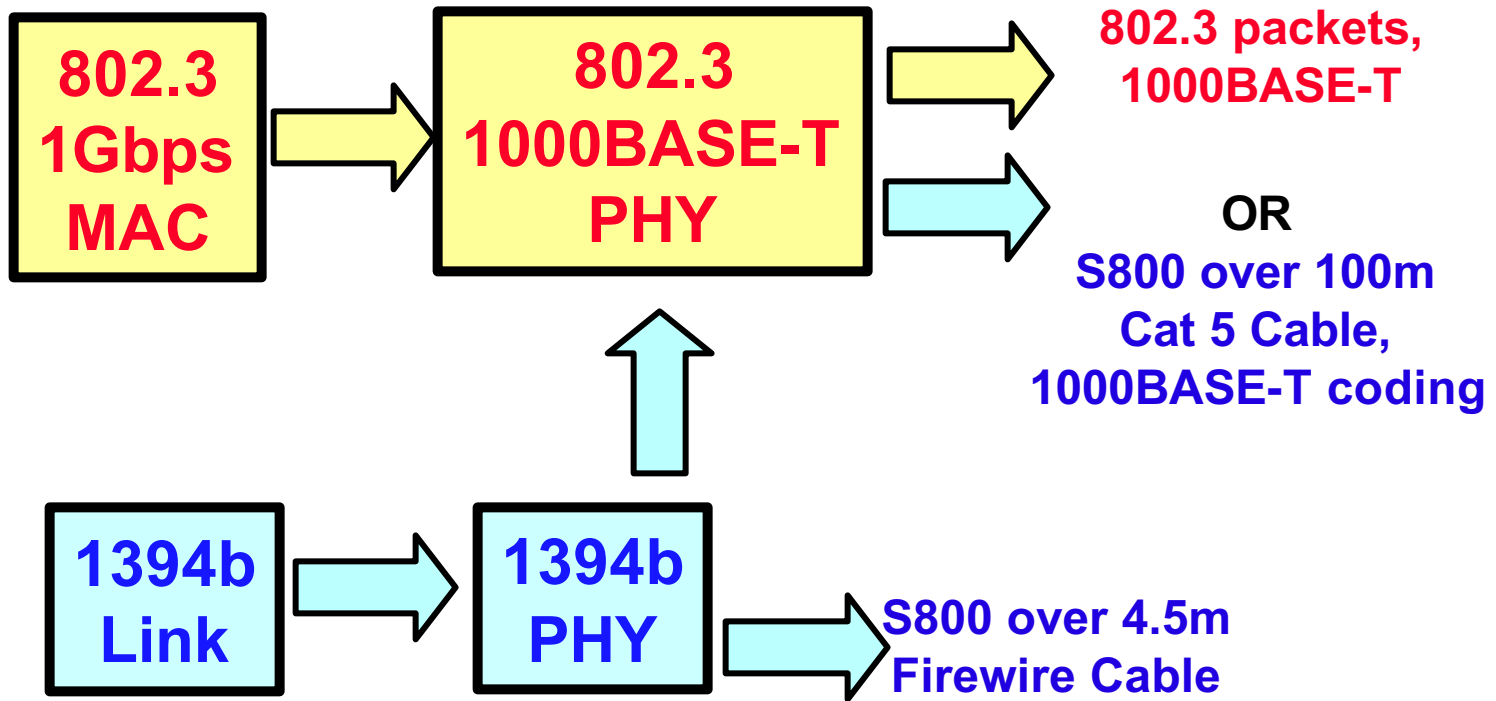 802.3
1Gbps
MAC
802.3
1000BASE-T
PHY
802.3 packets,
1000BASE-T
OR
S800 over 100m
Cat 5 Cable,
1000BASE-T coding
1394b
Link
1394b
PHY
S800 over 4.5m
Firewire Cable